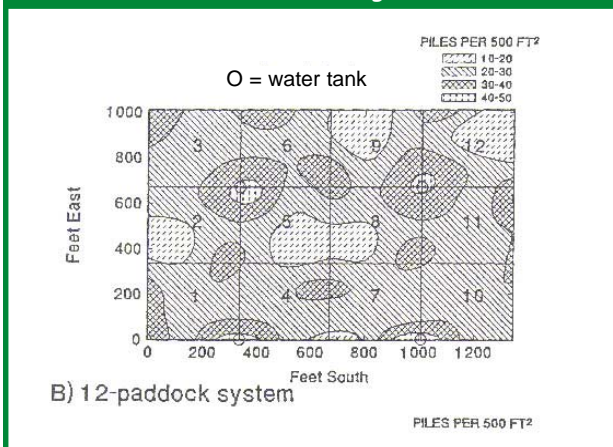 PILES PER 500 FT²
10-20
20-30
30-40
40-50
O = water tank
1000
800
600
400
200
0
Feet East
3 6 9 12
2 5 8 11
1 4 7 10
0 200 400 600 800 1000 1200
Feet South
B) 12-paddock system
PILES PER 500 FT²